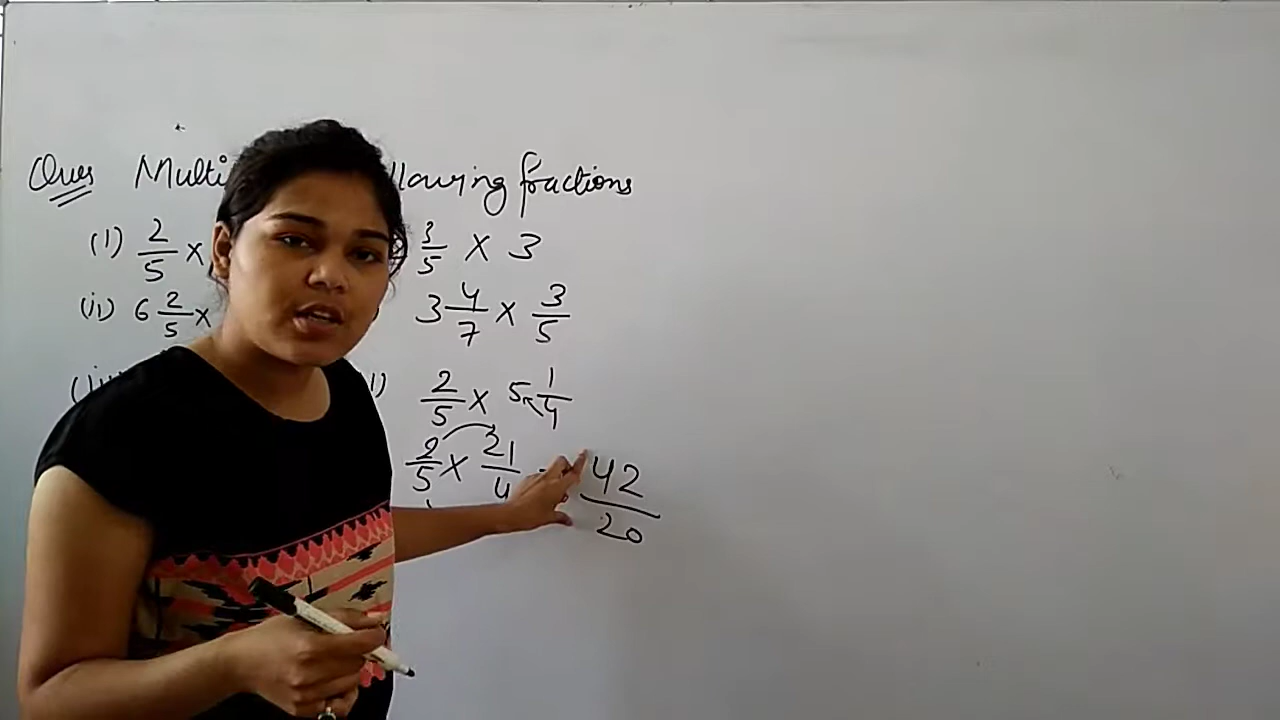 Ques Multi llowing fractions
(i) 2/5 × 3/5 × 3
(ii) 6 2/5 × 3 4/7 × 3/5
2/5 × 5 1/4
2/5 × 21/4 = 42/20